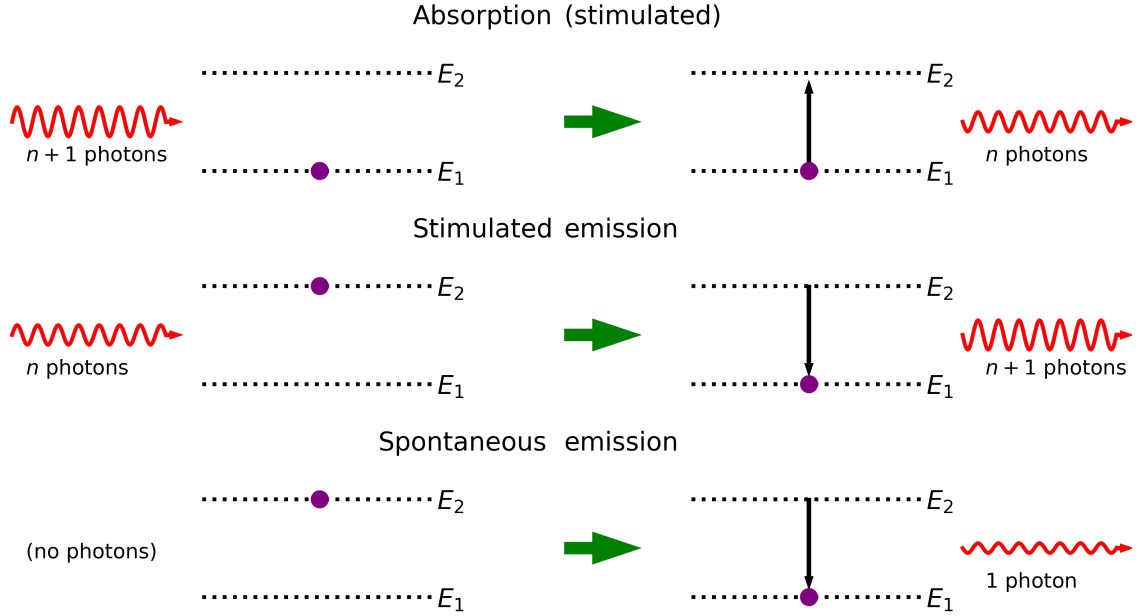 Absorption (stimulated)
E₂ E₂
n + 1 photons n photons
E₁ E₁
Stimulated emission
E₂ E₂
n photons n + 1 photons
E₁ E₁
Spontaneous emission
E₂ E₂
(no photons) 1 photon
E₁ E₁